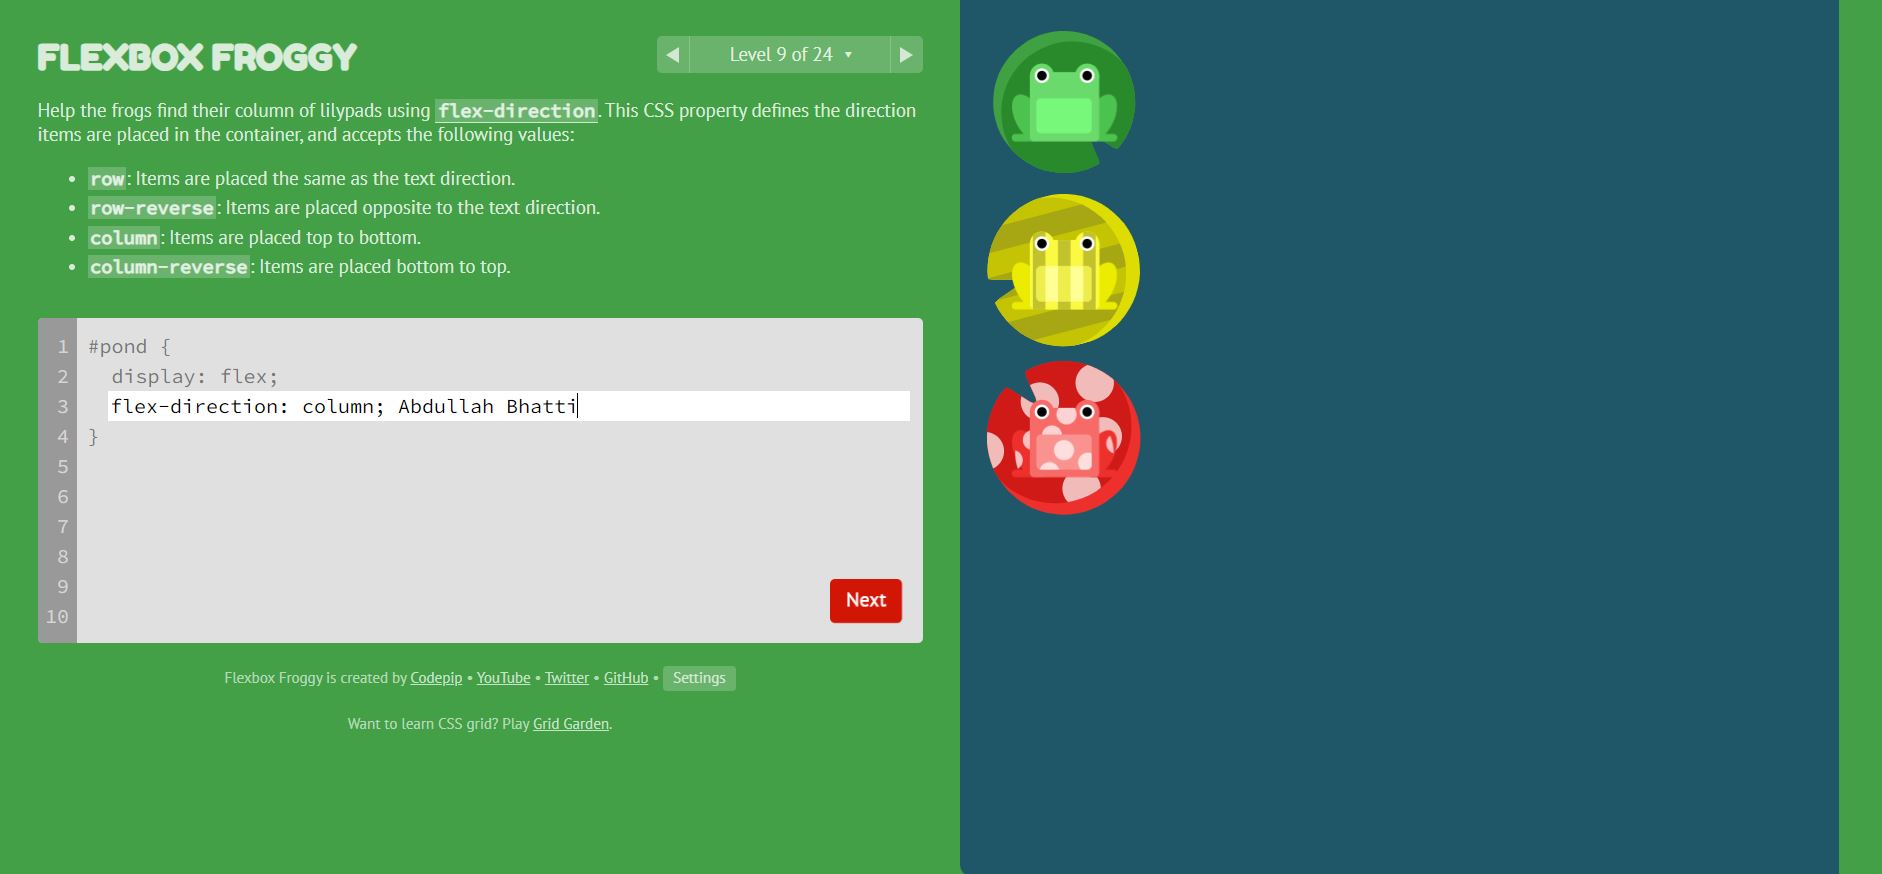 FLEXBOX FROGGY
◀ Level 9 of 24 ▼ ▶
Help the frogs find their column of lilypads using flex-direction. This CSS property defines the direction
items are placed in the container, and accepts the following values:
• row: Items are placed the same as the text direction.
• row-reverse: Items are placed opposite to the text direction.
• column: Items are placed top to bottom.
• column-reverse: Items are placed bottom to top.
1 #pond {
2 display: flex;
3 flex-direction: column; Abdullah Bhatti
4 }
5
6
7
8
9
10
Next
Flexbox Froggy is created by Codepip • YouTube • Twitter • GitHub • Settings
Want to learn CSS grid? Play Grid Garden.